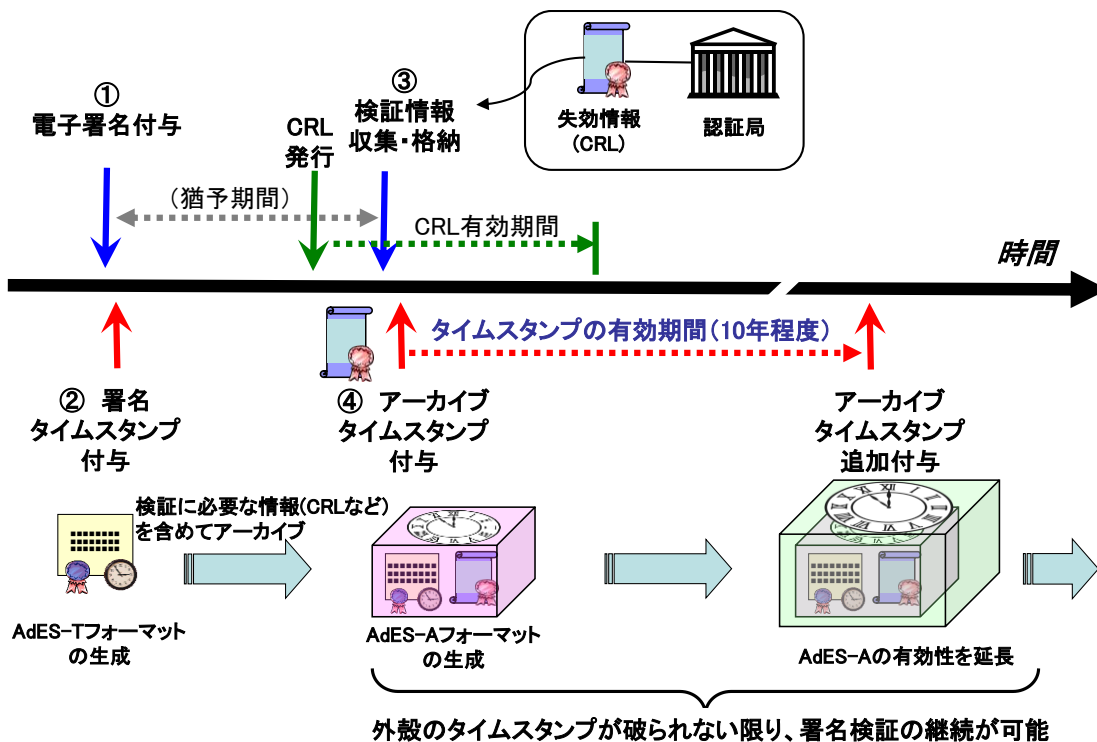 ①
電子署名付与
CRL
発行
③
検証情報
収集・格納
失効情報
(CRL)
認証局
（猶予期間）
CRL有効期間
時間
タイムスタンプの有効期間（10年程度）
② 署名
タイムスタンプ
付与
④ アーカイブ
タイムスタンプ
付与
アーカイブ
タイムスタンプ
追加付与
検証に必要な情報(CRLなど)
を含めてアーカイブ
AdES-Tフォーマット
の生成
AdES-Aフォーマット
の生成
AdES-Aの有効性を延長
外殻のタイムスタンプが破られない限り、署名検証の継続が可能